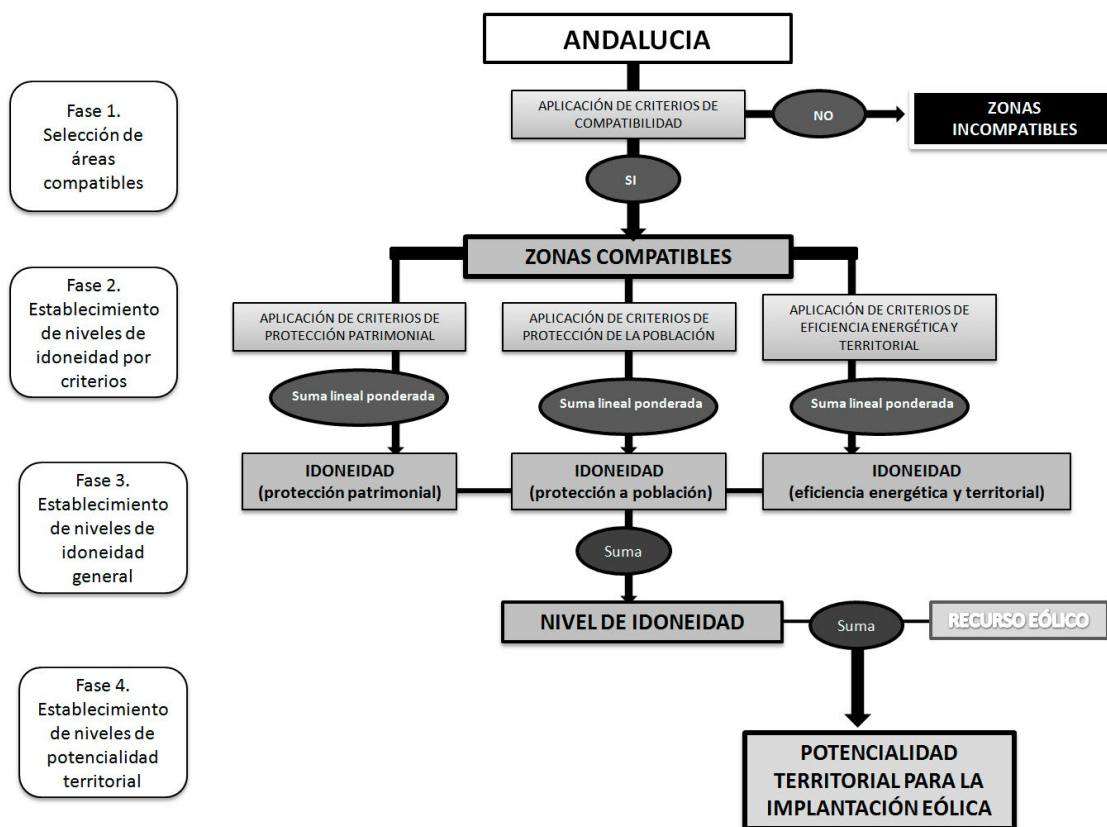 ANDALUCIA
Fase 1.
Selección de
áreas
compatibles
APLICACIÓN DE CRITERIOS DE
COMPATIBILIDAD
NO
ZONAS
INCOMPATIBLES
SI
ZONAS COMPATIBLES
Fase 2.
Establecimiento
de niveles de
idoneidad por
criterios
APLICACIÓN DE CRITERIOS DE
PROTECCIÓN PATRIMONIAL
APLICACIÓN DE CRITERIOS DE
PROTECCIÓN DE LA POBLACIÓN
APLICACIÓN DE CRITERIOS DE
EFICIENCIA ENERGÉTICA Y
TERRITORIAL
Suma lineal ponderada
Suma lineal ponderada
Suma lineal ponderada
Fase 3.
Establecimiento
de niveles de
idoneidad
general
IDONEIDAD
(protección patrimonial)
IDONEIDAD
(protección a población)
IDONEIDAD
(eficiencia energética y territorial)
Suma
NIVEL DE IDONEIDAD
Suma
RECURSO EÓLICO
Fase 4.
Establecimiento
de niveles de
potencialidad
territorial
POTENCIALIDAD
TERRITORIAL PARA LA
IMPLANTACIÓN EÓLICA